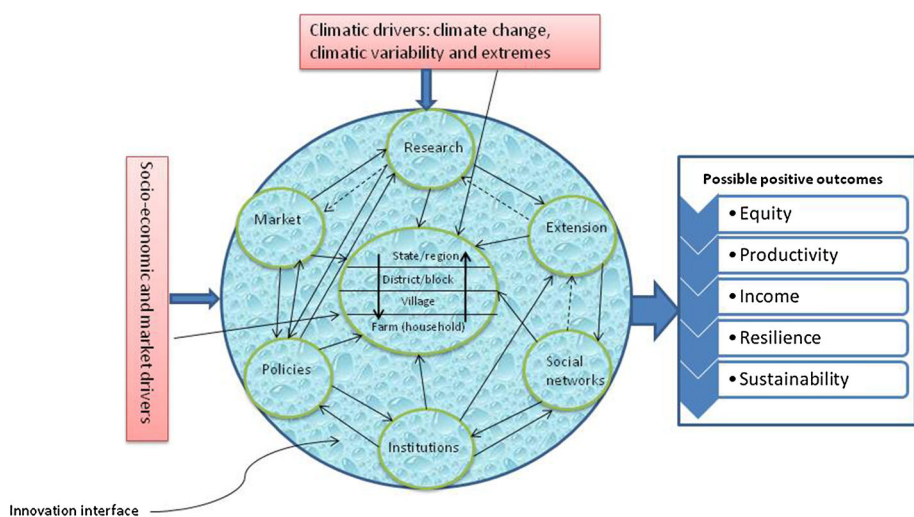 Climatic drivers: climate change,
climatic variability and extremes
Socio-economic and market drivers
Research
Market
Extension
State/region
District/block
Village
Farm (household)
Policies
Social
networks
Institutions
Innovation interface
Possible positive outcomes
•Equity
•Productivity
•Income
•Resilience
•Sustainability